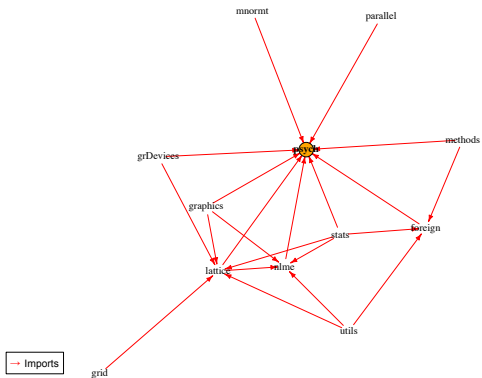 mnormt
parallel
psych
methods
grDevices
graphics
stats
foreign
lattice
nlme
utils
grid
→ Imports